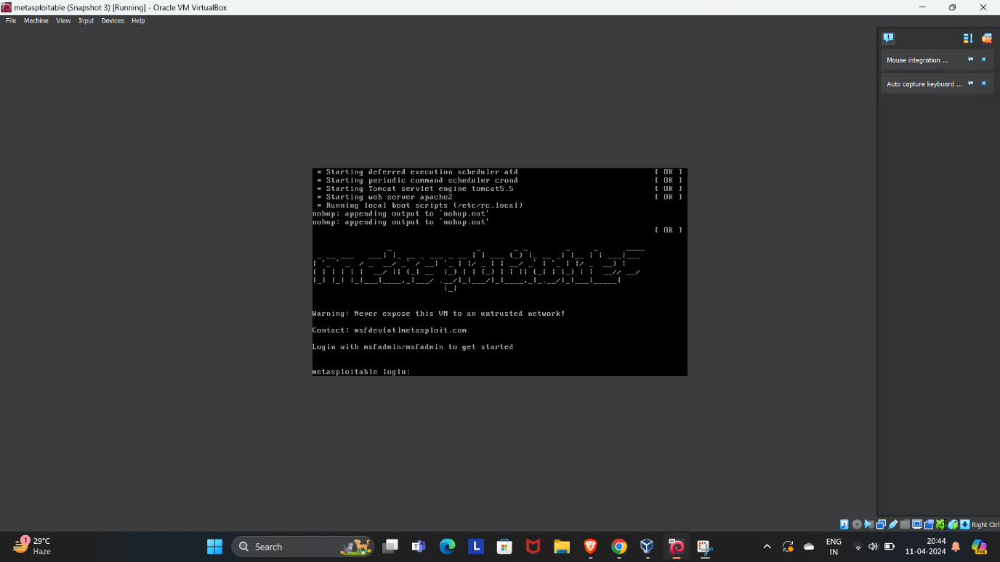 metasploitable (Snapshot 3) [Running] - Oracle VM VirtualBox
File Machine View Input Devices Help
Mouse integration ...
Auto capture keyboard ...
* Starting deferred execution scheduler atd [ OK ]
* Starting periodic command scheduler crond [ OK ]
* Starting Tomcat servlet engine tomcat5.5 [ OK ]
* Starting web server apache2 [ OK ]
* Running local boot scripts (/etc/rc.local)
nohup: appending output to `nohup.out'
nohup: appending output to `nohup.out'
[ OK ]
metasploitable2
Warning: Never expose this VM to an untrusted network!
Contact: msfdev[at]metasploit.com
Login with msfadmin/msfadmin to get started
metasploitable login:
Right Ctrl
1
29°C
Haze
Search
L
PRE
ENG
IN
20:44
11-04-2024